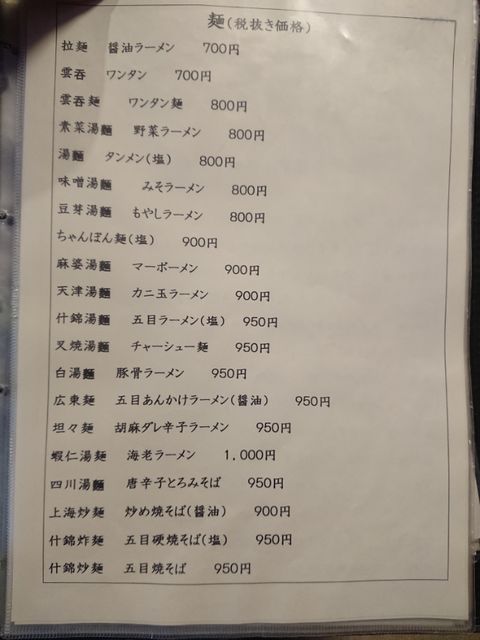 麺(税抜き価格)
拉麺 醤油ラーメン 700円
雲吞 ワンタン 700円
雲吞麺 ワンタン麺 800円
素菜湯麺 野菜ラーメン 800円
湯麺 タンメン(塩) 800円
味噌湯麺 みそラーメン 800円
豆芽湯麺 もやしラーメン 800円
ちゃんぽん麺(塩) 900円
麻婆湯麺 マーボーメン 900円
天津湯麺 カニ玉ラーメン 900円
什錦湯麺 五目ラーメン(塩) 950円
叉焼湯麺 チャーシュー麺 950円
白湯麺 豚骨ラーメン 950円
広東麺 五目あんかけラーメン(醤油) 950円
坦々麺 胡麻ダレ辛子ラーメン 950円
蝦仁湯麺 海老ラーメン 1,000円
四川湯麺 唐辛子とろみそば 950円
上海炒麺 炒め焼そば(醤油) 900円
什錦炸麺 五目硬焼そば(塩) 950円
什錦炒麺 五目焼そば 950円